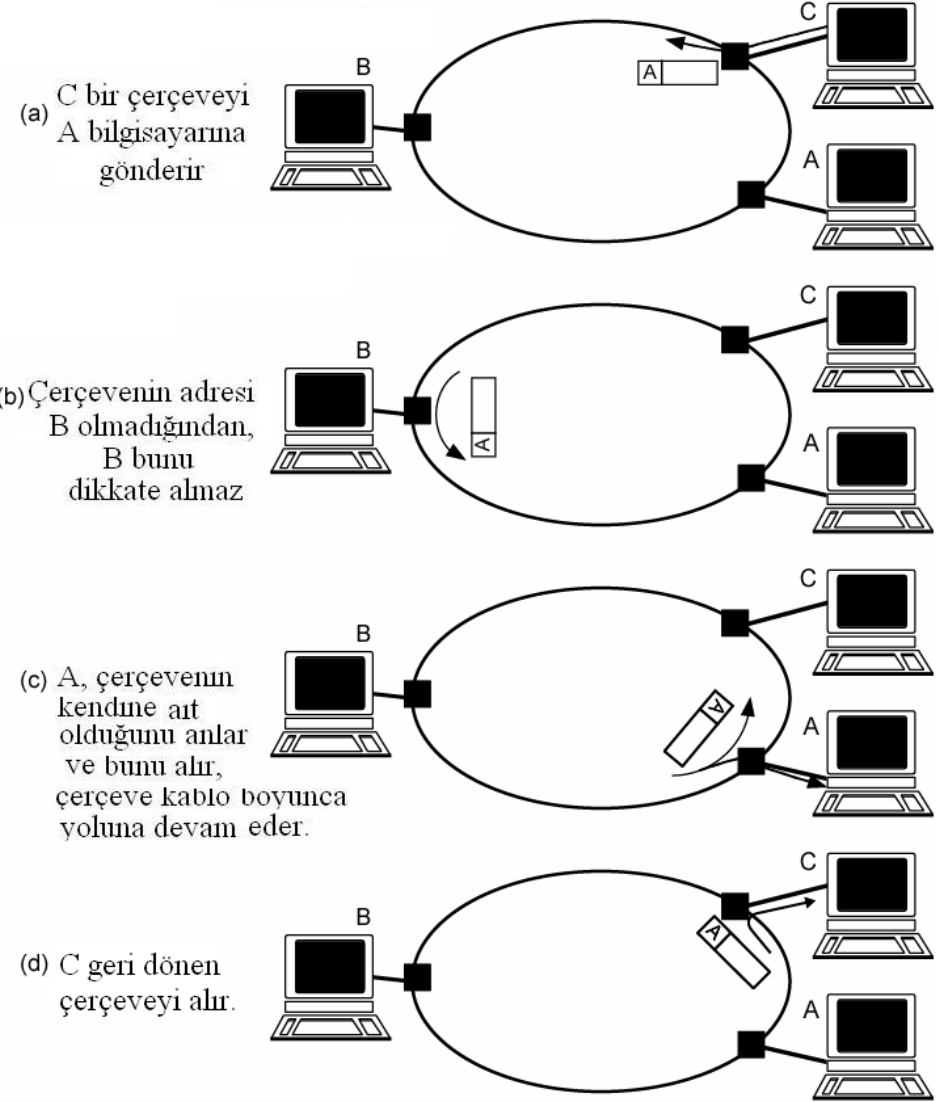 (a) C bir çerçeveyi
A bilgisayarına
gönderir
B
C
A
A
(b) Çerçevenin adresi
B olmadığından,
B bunu
dikkate almaz
B
C
A
A
(c) A, çerçevenin
kendine ait
olduğunu anlar
ve bunu alır,
çerçeve kablo boyunca
yoluna devam eder.
B
C
A
A
(d) C geri dönen
çerçeveyi alır.
B
C
A
A